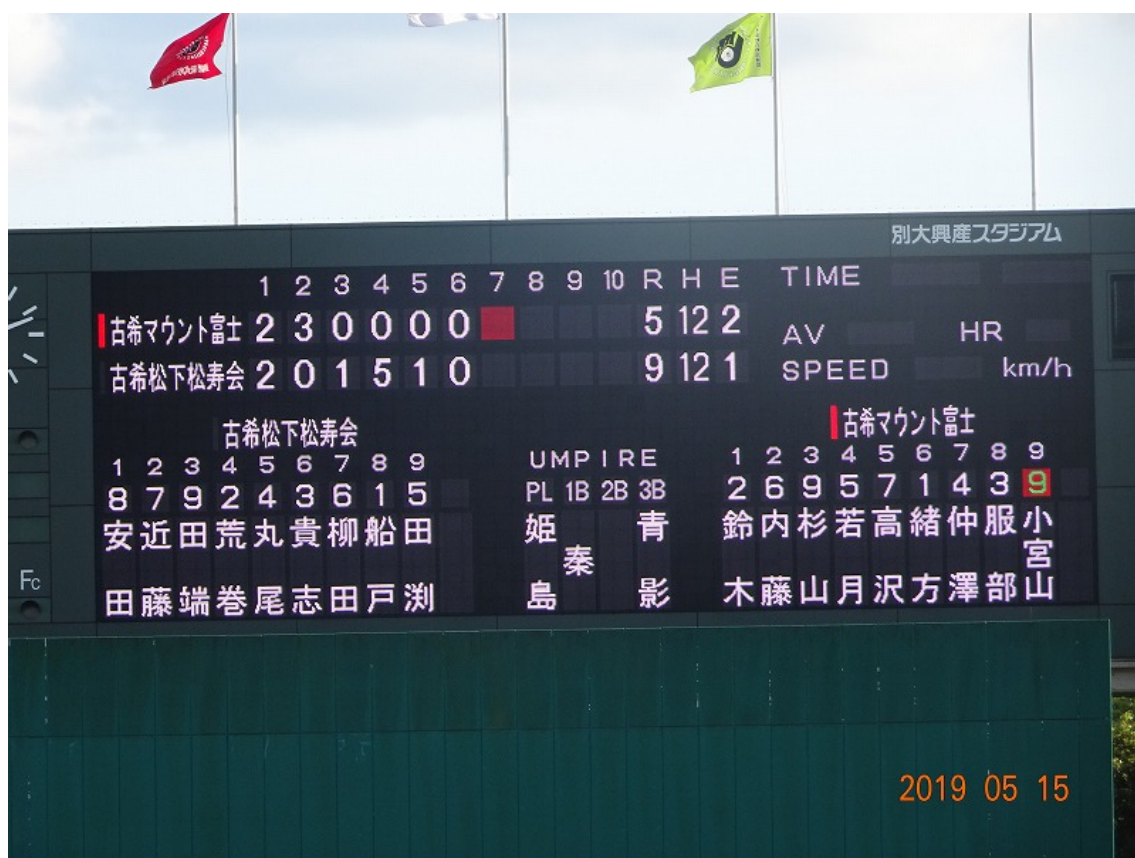 別大興産スタジアム
1 2 3 4 5 6 7 8 9 10 R H E TIME
古希マウント富士 2 3 0 0 0 0 5 12 2
AV HR
古希松下松寿会 2 0 1 5 1 0 9 12 1
SPEED km/h
古希松下松寿会 古希マウント富士
1 2 3 4 5 6 7 8 9 UMPIRE 1 2 3 4 5 6 7 8 9
8 7 9 2 4 3 6 1 5 PL 1B 2B 3B 2 6 9 5 7 1 4 3 9
安田 近藤 田端 荒巻 丸尾 貴志 柳田 船戸 田渕 姫島 秦 青影 鈴木 内藤 杉山 若月 高沢 緒方 仲澤 服部 小宮山
Fc
2019 05 15